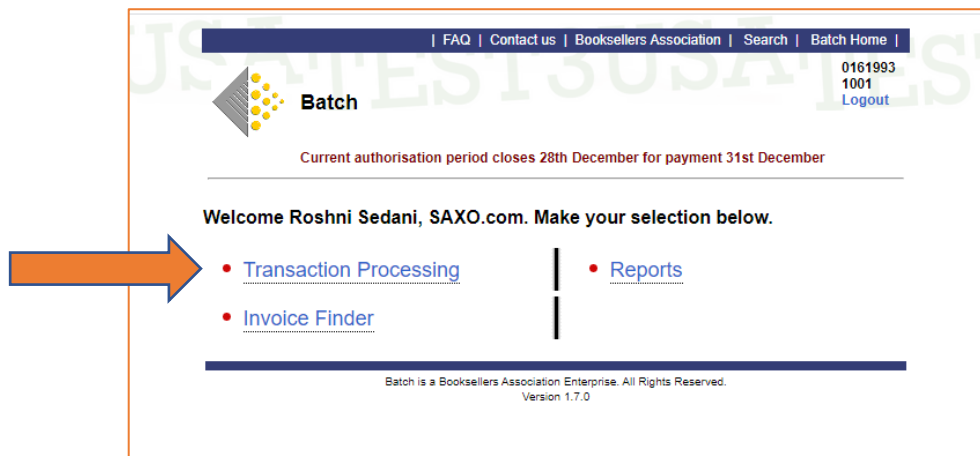 USATEST3USATEST
| FAQ | Contact us | Booksellers Association | Search | Batch Home |
0161993
1001
Logout
Batch
Current authorisation period closes 28th December for payment 31st December
Welcome Roshni Sedani, SAXO.com. Make your selection below.
• Transaction Processing
• Reports
• Invoice Finder
Batch is a Booksellers Association Enterprise. All Rights Reserved.
Version 1.7.0